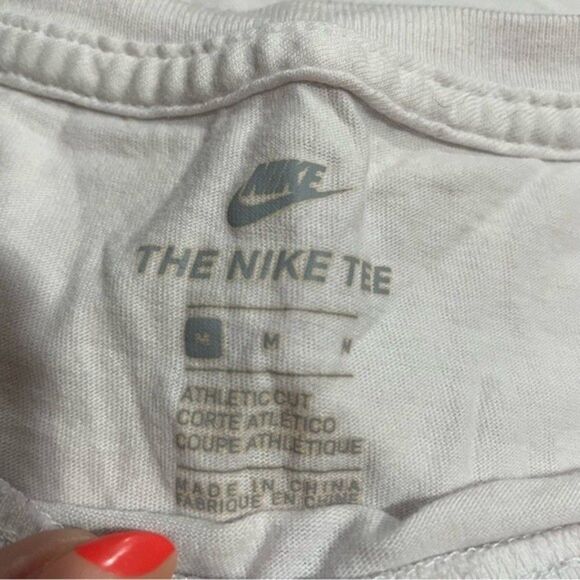 NIKE
THE NIKE TEE
M M
ATHLETIC CUT
CORTE ATLÉTICO
COUPE ATHLÉTIQUE
MADE IN CHINA
FABRIQUÉ EN CHINE